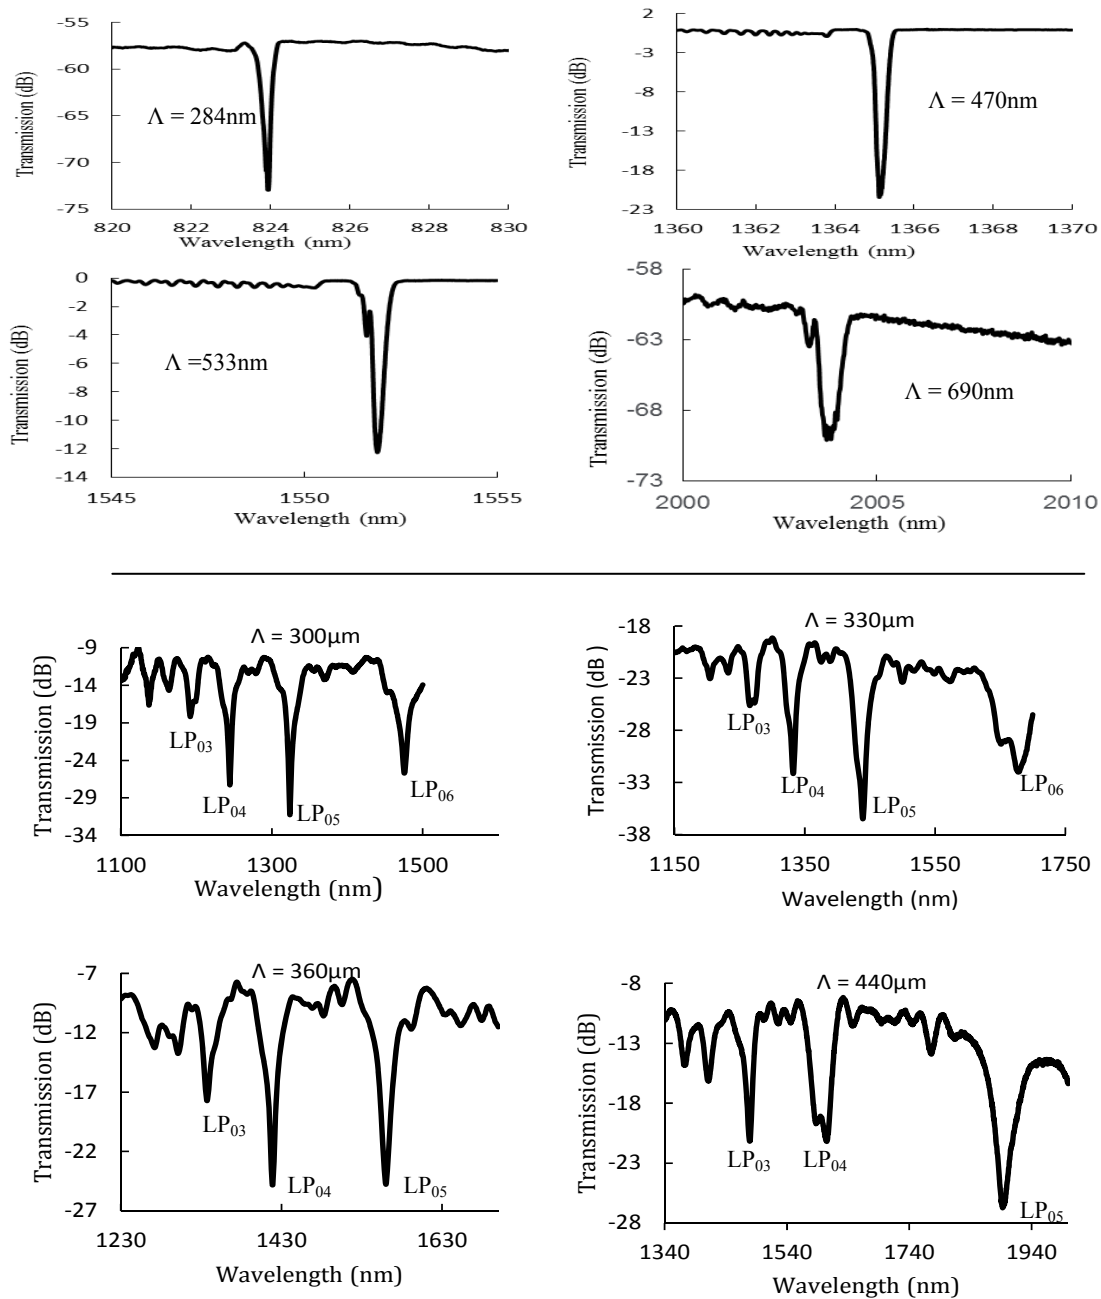 -55
-60
-65
-70
-75
820 822 824 826 828 830
Transmission (dB)
Wavelength (nm)
Λ = 284nm
2
-3
-8
-13
-18
-23
1360 1362 1364 1366 1368 1370
Transmission (dB)
Wavelength (nm)
Λ = 470nm
0
-2
-4
-6
-8
-10
-12
-14
1545 1550 1555
Transmission (dB)
Wavelength (nm)
Λ =533nm
-58
-63
-68
-73
2000 2005 2010
Transmission (dB)
Wavelength (nm)
Λ = 690nm
Λ = 300µm
-9
-14
-19
-24
-29
-34
1100 1300 1500
Transmission (dB)
Wavelength (nm)
LP03
LP04
LP05
LP06
Λ = 330µm
-18
-23
-28
-33
-38
1150 1350 1550 1750
Transmission (dB )
Wavelength (nm)
LP03
LP04
LP05
LP06
Λ = 360µm
-7
-12
-17
-22
-27
1230 1430 1630
Transmission (dB)
Wavelength (nm)
LP03
LP04
LP05
Λ = 440µm
-8
-13
-18
-23
-28
1340 1540 1740 1940
Transmission (dB)
Wavelength (nm)
LP03
LP04
LP05